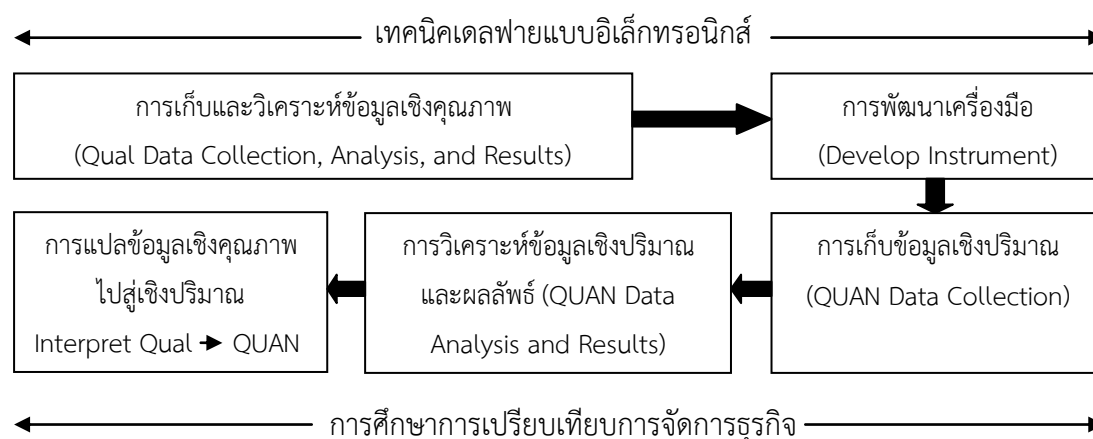 เทคนิคเดลฟายแบบอิเล็กทรอนิกส์
การเก็บและวิเคราะห์ข้อมูลเชิงคุณภาพ
(Qual Data Collection, Analysis, and Results)
การพัฒนาเครื่องมือ
(Develop Instrument)
การเก็บข้อมูลเชิงปริมาณ
(QUAN Data Collection)
การวิเคราะห์ข้อมูลเชิงปริมาณ
และผลลัพธ์ (QUAN Data
Analysis and Results)
การแปลข้อมูลเชิงคุณภาพ
ไปสู่เชิงปริมาณ
Interpret Qual → QUAN
การศึกษาการเปรียบเทียบการจัดการธุรกิจ